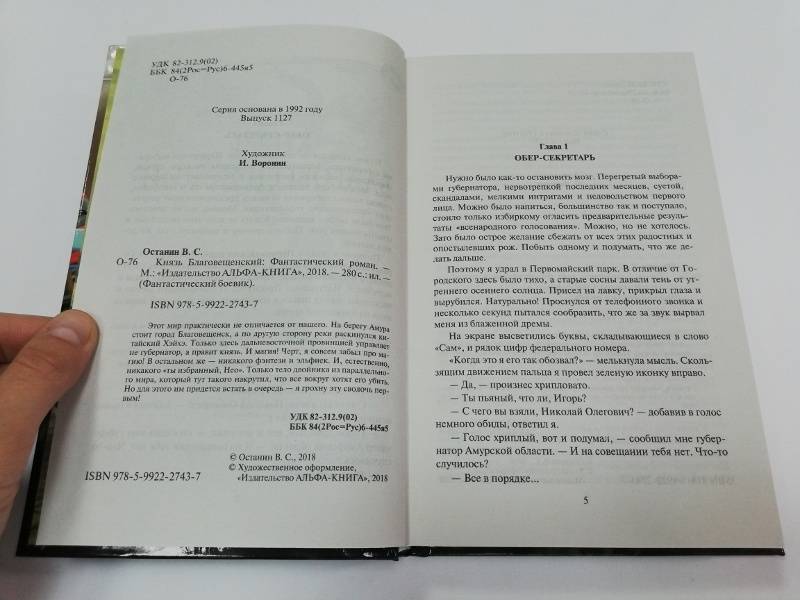 УДК 82-312.9(02)
ББК 84(2Рос=Рус)6-445я5
О-76
Серия основана в 1992 году
Выпуск 1127
Художник
И. Воронин
Останин В. С.
О-76 Князь Благовещенский: Фантастический роман. —
М.: «Издательство АЛЬФА-КНИГА», 2018. — 280 с.: ил. —
(Фантастический боевик).
ISBN 978-5-9922-2743-7
Этот мир практически не отличается от нашего. На берегу Амура
стоит город Благовещенск, а по другую сторону реки раскинулся ки-
тайский Хэйхэ. Только здесь дальневосточной провинцией управляет
не губернатор, а правит князь. И магия! Черт, я совсем забыл про ма-
гию! В остальном же — никакого фэнтези и эльфиек. И, естественно,
никакого «ты избранный, Нео». Только тело двойника из параллельно-
го мира, который тут такого накрутил, что все вокруг хотят его убить.
Но для этого им придется встать в очередь — я грохну эту сволочь пер-
вым!
УДК 82-312.9(02)
ББК 84(2Рос=Рус)6-445я5
© Останин В. С., 2018
© Художественное оформление,
«Издательство АЛЬФА-КНИГА», 2018
ISBN 978-5-9922-2743-7
Глава 1
ОБЕР-СЕКРЕТАРЬ
Нужно было как-то остановить мозг. Перегретый выбора-
ми губернатора, нервотрепкой последних месяцев, суетой,
скандалами, мелкими интригами и недовольством первого
лица. Можно было напиться, большинство так и поступало,
стоило только избиркому огласить предварительные резуль-
таты «всенародного голосования». Можно, но не хотелось.
Зато было острое желание сбежать от всех этих радостных и
опостылевших рож. Побыть одному и подумать, что же де-
лать дальше.
Поэтому я удрал в Первомайский парк. В отличие от Го-
родского здесь было тихо, а старые сосны давали тень от ут-
реннего осеннего солнца. Присел на лавку, прикрыл глаза и
вырубился. Натурально! Проснулся от телефонного звонка и
несколько секунд пытался сообразить, что же за звук вырвал
меня из блаженной дремы.
На экране высветились буквы, складывающиеся в слово
«Сам», и рядок цифр федерального номера.
«Когда это я его так обозвал?» — мелькнула мысль. Сколь-
зящим движением пальца я провел зеленую иконку вправо.
— Да, — произнес хрипловато.
— Ты пьяный, что ли, Игорь?
— С чего вы взяли, Николай Олегович? — добавив в голос
немного обиды, ответил я.
— Голос хриплый, вот и подумал, — сообщил мне губер-
натор Амурской области. — И на совещании тебя нет. Что-то
случилось?
— Все в порядке...
5